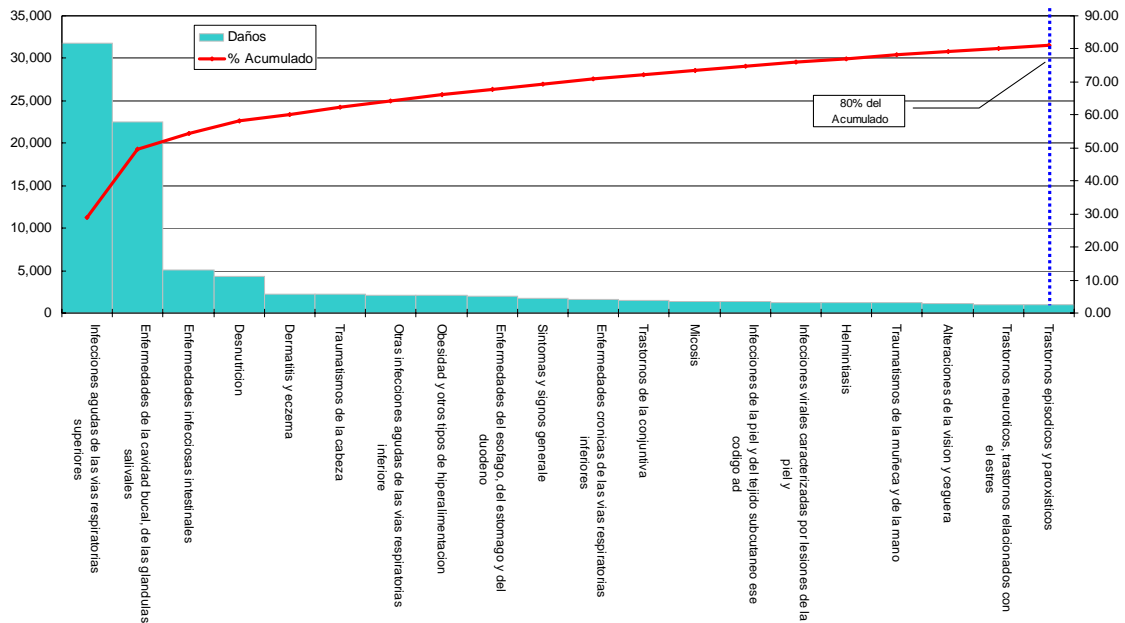 35,000
30,000
25,000
20,000
15,000
10,000
5,000
0
Daños
% Acumulado
80% del
Acumulado
90.00
80.00
70.00
60.00
50.00
40.00
30.00
20.00
10.00
0.00
Infecciones agudas de las vias respiratorias
superiores
Enfermedades de la cavidad bucal, de las glandulas
salivales
Enfermedades infecciosas intestinales
Desnutricion
Dermatitis y eczema
Traumatismos de la cabeza
Otras infecciones agudas de las vias respiratorias
inferiore
Obesidad y otros tipos de hiperalimentacion
Enfermedades del esofago, del estomago y del
duodeno
Sintomas y signos generale
Enfermedades cronicas de las vias respiratorias
inferiores
Trastornos de la conjuntiva
Micosis
Infecciones de la piel y del tejido subcutaneo ese
codigo ad
Infecciones virales caracterizadas por lesiones de la
piel y
Helmintiasis
Traumatismos de la muñeca y de la mano
Alteraciones de la vision y ceguera
Trastornos neuroticos, trastornos relacionados con
el estres
Trastornos episodicos y paroxisticos